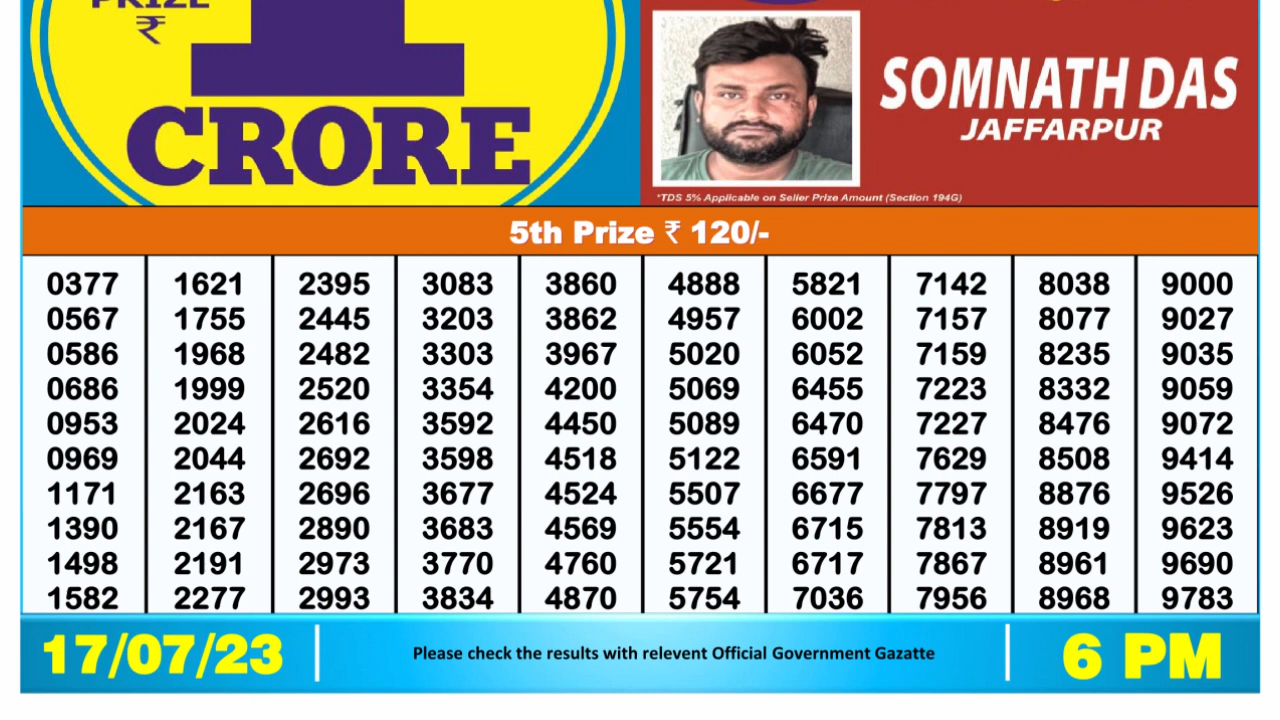 PRIZE
₹
1
CRORE
SOMNATH DAS
JAFFARPUR
*TDS 5% Applicable on Seller Prize Amount (Section 194G)
5th Prize ₹ 120/-
0377 1621 2395 3083 3860 4888 5821 7142 8038 9000
0567 1755 2445 3203 3862 4957 6002 7157 8077 9027
0586 1968 2482 3303 3967 5020 6052 7159 8235 9035
0686 1999 2520 3354 4200 5069 6455 7223 8332 9059
0953 2024 2616 3592 4450 5089 6470 7227 8476 9072
0969 2044 2692 3598 4518 5122 6591 7629 8508 9414
1171 2163 2696 3677 4524 5507 6677 7797 8876 9526
1390 2167 2890 3683 4569 5554 6715 7813 8919 9623
1498 2191 2973 3770 4760 5721 6717 7867 8961 9690
1582 2277 2993 3834 4870 5754 7036 7956 8968 9783
17/07/23
Please check the results with relevent Official Government Gazatte
6 PM